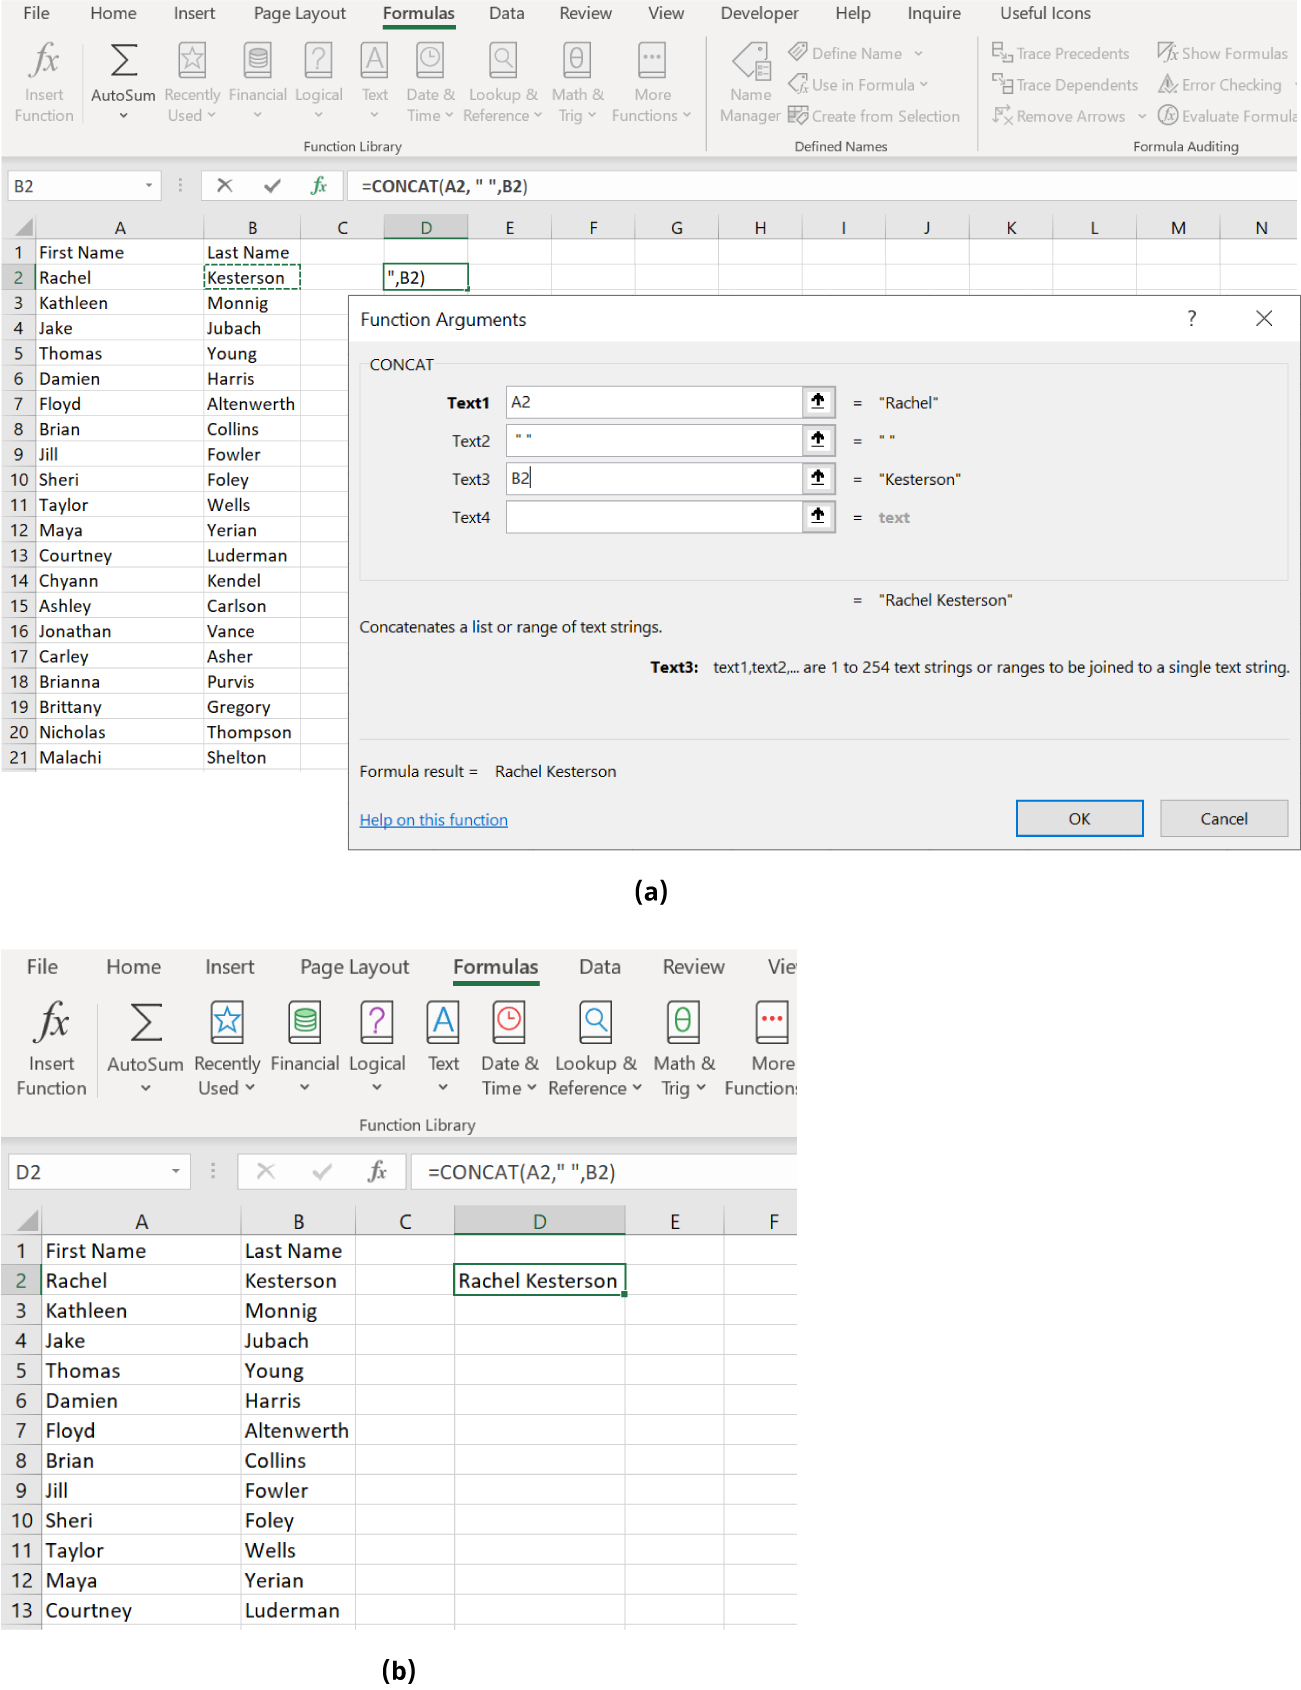 File Home Insert Page Layout Formulas Data Review View Developer Help Inquire Useful Icons
fx Σ ? A θ ... Define Name Trace Precedents fx Show Formulas
Insert AutoSum Recently Financial Logical Text Date & Lookup & Math & More Name Use in Formula Trace Dependents Error Checking
Function Used Time Reference Trig Functions Manager Create from Selection Remove Arrows fx Evaluate Formula
Function Library Defined Names Formula Auditing
B2 fx =CONCAT(A2, " ",B2)
A B C D E F G H I J K L M N
1 First Name Last Name
2 Rachel Kesterson ",B2)
3 Kathleen Monnig
4 Jake Jubach
5 Thomas Young
6 Damien Harris
7 Floyd Altenwerth
8 Brian Collins
9 Jill Fowler
10 Sheri Foley
11 Taylor Wells
12 Maya Yerian
13 Courtney Luderman
14 Chyann Kendel
15 Ashley Carlson
16 Jonathan Vance
17 Carley Asher
18 Brianna Purvis
19 Brittany Gregory
20 Nicholas Thompson
21 Malachi Shelton
Function Arguments ?
CONCAT
Text1 A2 = "Rachel"
Text2 " " = " "
Text3 B2 = "Kesterson"
Text4 = text
= "Rachel Kesterson"
Concatenates a list or range of text strings.
Text3: text1,text2,... are 1 to 254 text strings or ranges to be joined to a single text string.
Formula result = Rachel Kesterson
Help on this function OK Cancel
(a)
File Home Insert Page Layout Formulas Data Review Vie
fx Σ ? A θ ...
Insert AutoSum Recently Financial Logical Text Date & Lookup & Math & More
Function Used Time Reference Trig Functions
Function Library
D2 fx =CONCAT(A2," ",B2)
A B C D E F
1 First Name Last Name
2 Rachel Kesterson Rachel Kesterson
3 Kathleen Monnig
4 Jake Jubach
5 Thomas Young
6 Damien Harris
7 Floyd Altenwerth
8 Brian Collins
9 Jill Fowler
10 Sheri Foley
11 Taylor Wells
12 Maya Yerian
13 Courtney Luderman
(b)